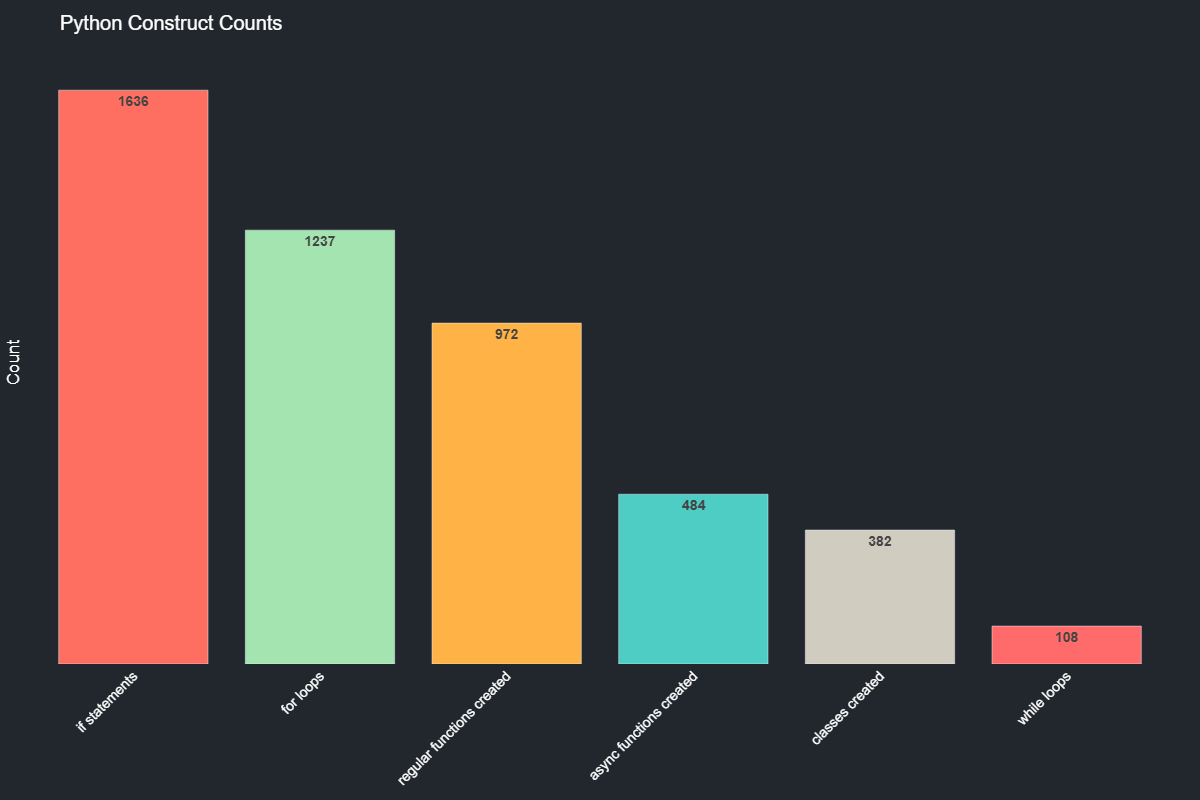 Python Construct Counts
Count
1636
1237
972
484
382
108
if statements
for loops
regular functions created
async functions created
classes created
while loops